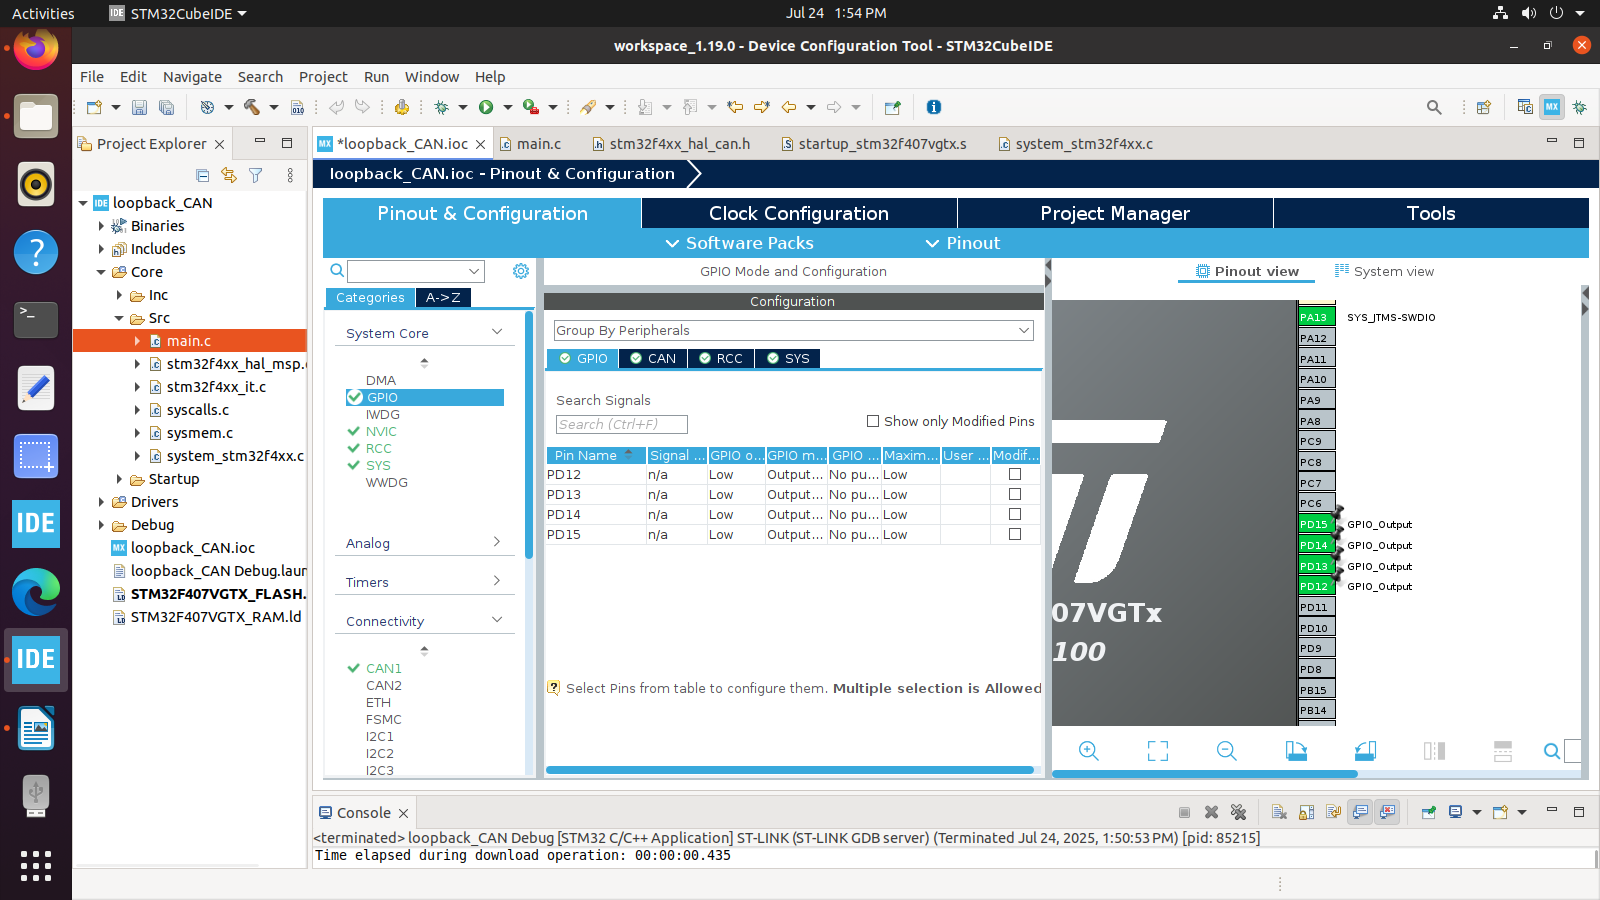 Activities STM32CubeIDE Jul 24 1:54 PM
workspace_1.19.0 - Device Configuration Tool - STM32CubeIDE
File Edit Navigate Search Project Run Window Help
Project Explorer
loopback_CAN
Binaries
Includes
Core
Inc
Src
main.c
stm32f4xx_hal_msp.
stm32f4xx_it.c
syscalls.c
sysmem.c
system_stm32f4xx.c
Startup
Drivers
Debug
loopback_CAN.ioc
loopback_CAN Debug.laun
STM32F407VGTX_FLASH.
STM32F407VGTX_RAM.ld
*loopback_CAN.ioc main.c stm32f4xx_hal_can.h startup_stm32f407vgtx.s system_stm32f4xx.c
loopback_CAN.ioc - Pinout & Configuration
Pinout & Configuration Clock Configuration Project Manager Tools
Software Packs Pinout
Categories A->Z
System Core
DMA
GPIO
IWDG
NVIC
RCC
SYS
WWDG
Analog
Timers
Connectivity
CAN1
CAN2
ETH
FSMC
I2C1
I2C2
I2C3
GPIO Mode and Configuration
Configuration
Group By Peripherals
GPIO CAN RCC SYS
Search Signals
Search (Ctrl+F) Show only Modified Pins
Pin Name Signal ... GPIO o... GPIO m... GPIO ... Maxim... User ... Modif...
PD12 n/a Low Output... No pu... Low
PD13 n/a Low Output... No pu... Low
PD14 n/a Low Output... No pu... Low
PD15 n/a Low Output... No pu... Low
Select Pins from table to configure them. Multiple selection is Allowed
Pinout view System view
PA13 SYS_JTMS-SWDIO
PA12
PA11
PA10
PA9
PA8
PC9
PC8
PC7
PC6
PD15 GPIO_Output
PD14 GPIO_Output
PD13 GPIO_Output
PD12 GPIO_Output
PD11
PD10
PD9
PD8
PB15
PB14
07VGTx
100
Console
<terminated> loopback_CAN Debug [STM32 C/C++ Application] ST-LINK (ST-LINK GDB server) (Terminated Jul 24, 2025, 1:50:53 PM) [pid: 85215]
Time elapsed during download operation: 00:00:00.435
IDE
IDE
IDE
MX
010